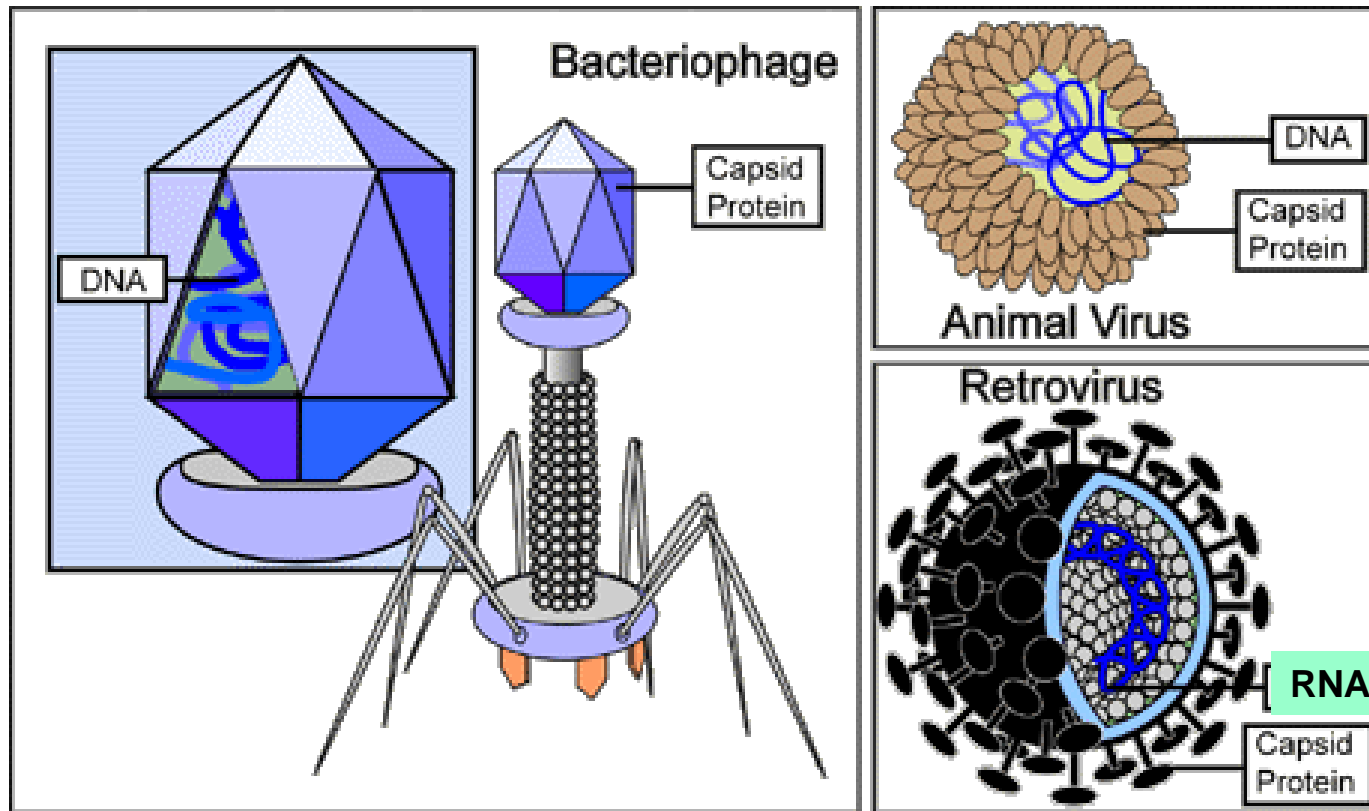 Bacteriophage
Capsid
Protein
DNA
DNA
Capsid
Protein
Animal Virus
Retrovirus
RNA
Capsid
Protein